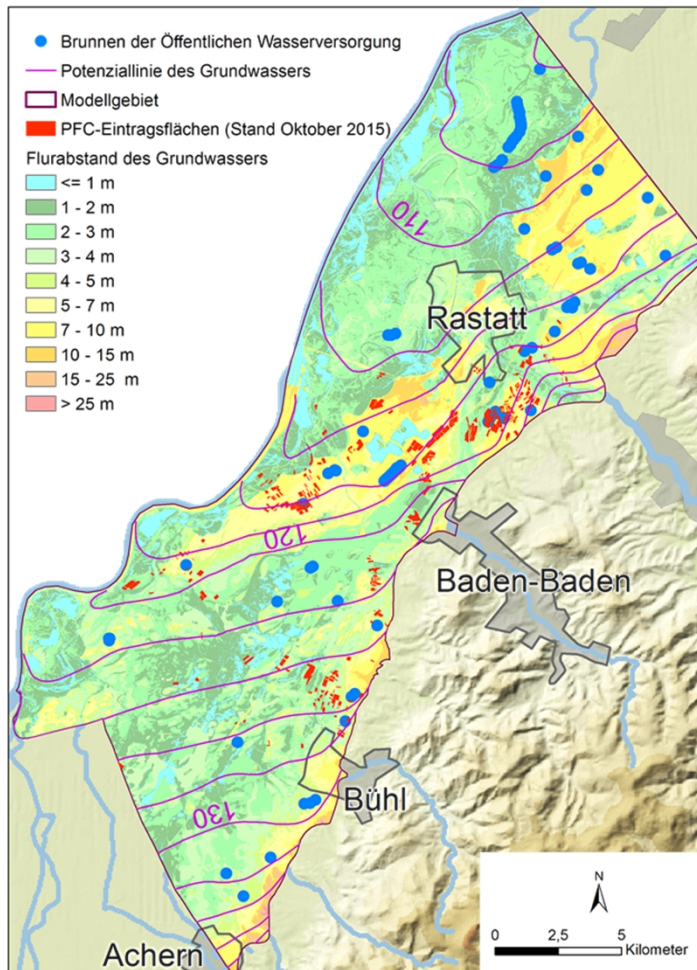 Brunnen der Öffentlichen Wasserversorgung
Potenziallinie des Grundwassers
Modellgebiet
PFC-Eintragsflächen (Stand Oktober 2015)
Flurabstand des Grundwassers
<= 1 m
1 - 2 m
2 - 3 m
3 - 4 m
4 - 5 m
5 - 7 m
7 - 10 m
10 - 15 m
15 - 25 m
> 25 m
110
Rastatt
120
Baden-Baden
130
Bühl
Achern
N
0 2,5 5
Kilometer